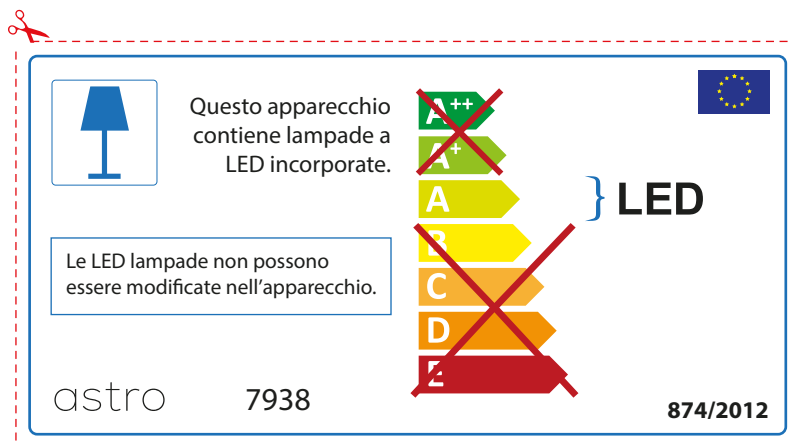 Questo apparecchio
contiene lampade a
LED incorporate.
A++
A+
A
B
C
D
E
LED
Le LED lampade non possono
essere modificate nell'apparecchio.
astro
7938
874/2012